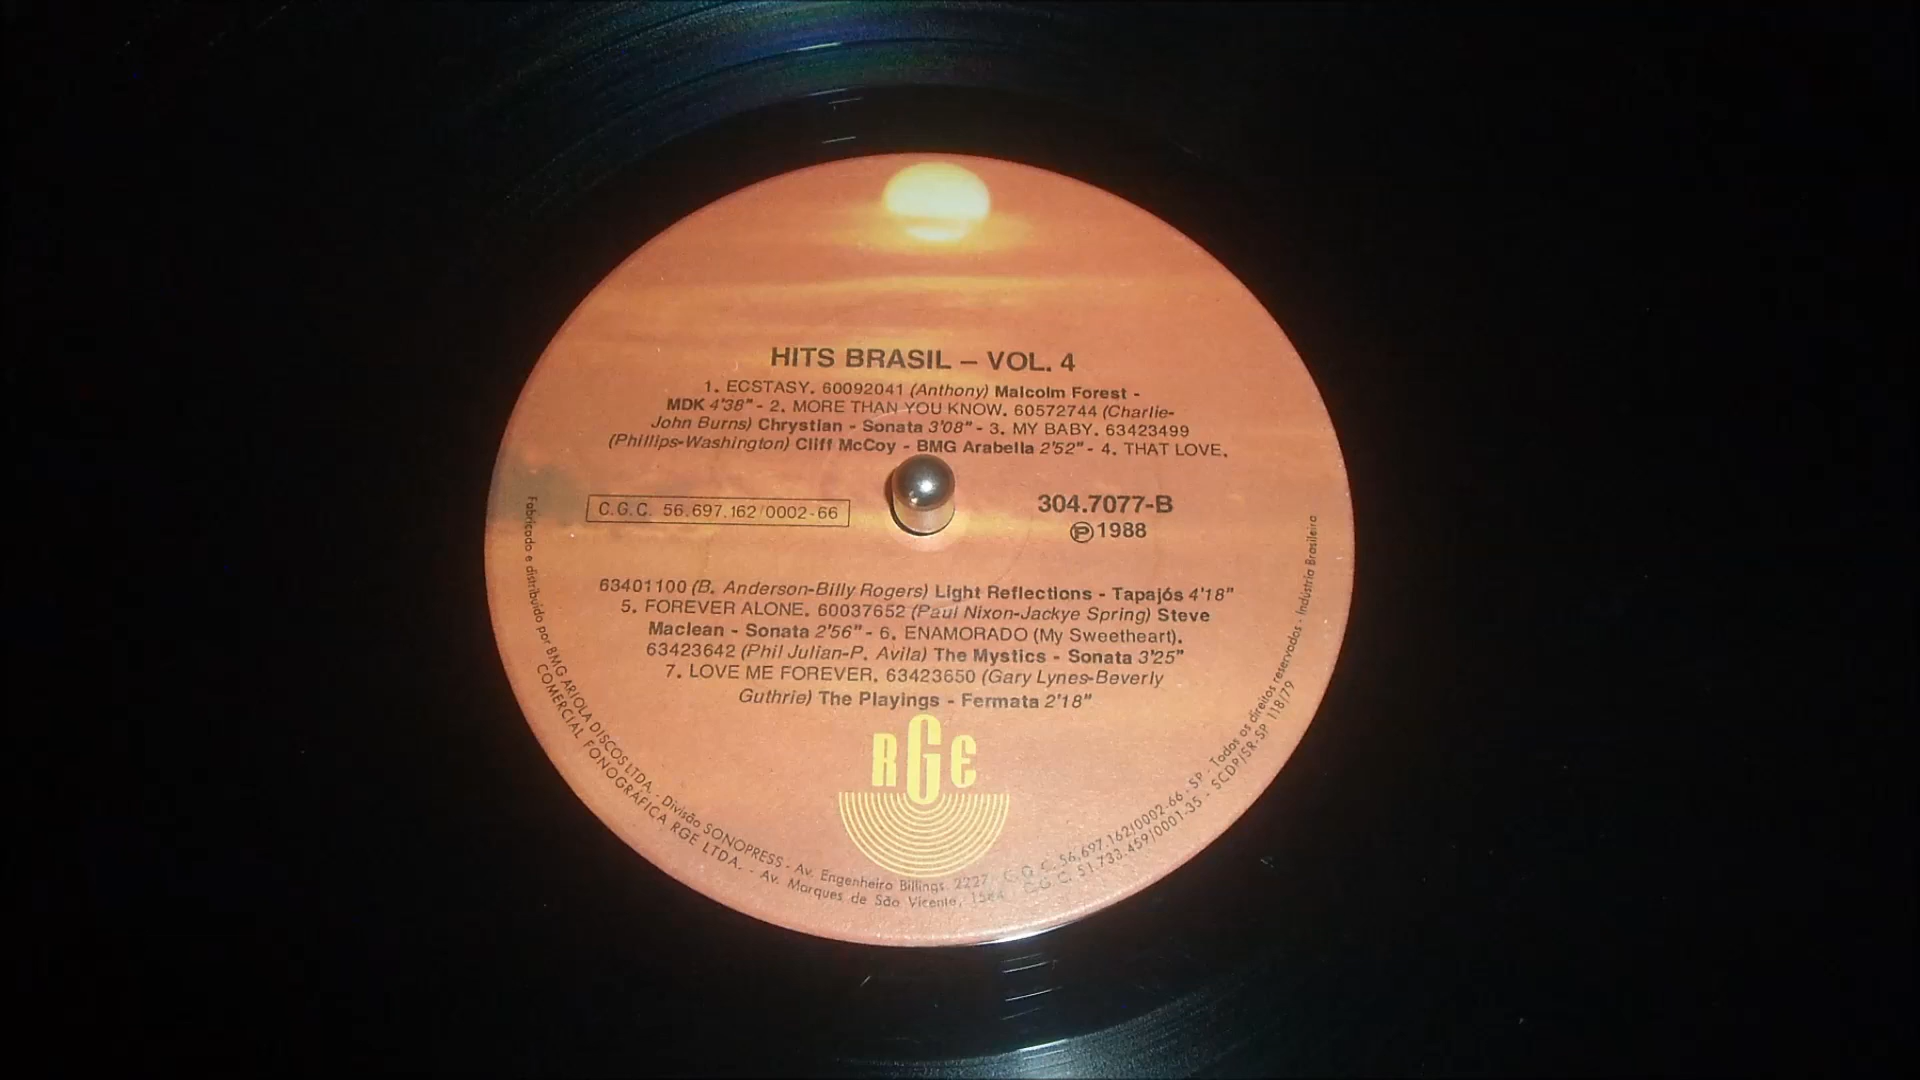 HITS BRASIL – VOL. 4
1. ECSTASY. 60092041 (Anthony) Malcolm Forest -
MDK 4'38" - 2. MORE THAN YOU KNOW. 60572744 (Charlie-
John Burns) Chrystian - Sonata 3'08" - 3. MY BABY. 63423499
(Phillips-Washington) Cliff McCoy - BMG Arabella 2'52" - 4. THAT LOVE.
C.G.C. 56.697.162/0002-66
304.7077-B
Ⓟ1988
63401100 (B. Anderson-Billy Rogers) Light Reflections - Tapajós 4'18"
5. FOREVER ALONE. 60037652 (Paul Nixon-Jackye Spring) Steve
Maclean - Sonata 2'56" - 6. ENAMORADO (My Sweetheart).
63423642 (Phil Julian-P. Avila) The Mystics - Sonata 3'25"
7. LOVE ME FOREVER. 63423650 (Gary Lynes-Beverly
Guthrie) The Playings - Fermata 2'18"
RGE
Fabricado e distribuído por BMG ARIOLA DISCOS LTDA. - Divisão SONOPRESS - Av. Engenheiro Billings, 2227 - C.G.C. 56.697.162/0002-66 - SP - Todos os direitos reservados - Indústria Brasileira
COMERCIAL FONOGRÁFICA RGE LTDA. - Av. Marques de São Vicente, C.G.C. 51.733.459/0001-35 - SCDP/SR-SP 118/79